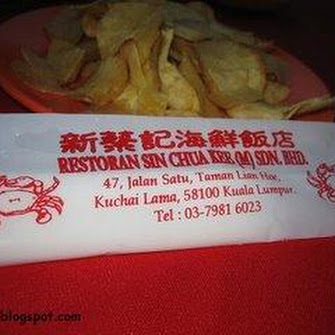 新蔡記海鮮飯店
RESTORAN SIN CHUA KEE (M) SDN. BHD.
47, Jalan Satu, Taman Lian Hoe,
Kuchai Lama, 58100 Kuala Lumpur.
Tel : 03-7981 6023
blogspot.com